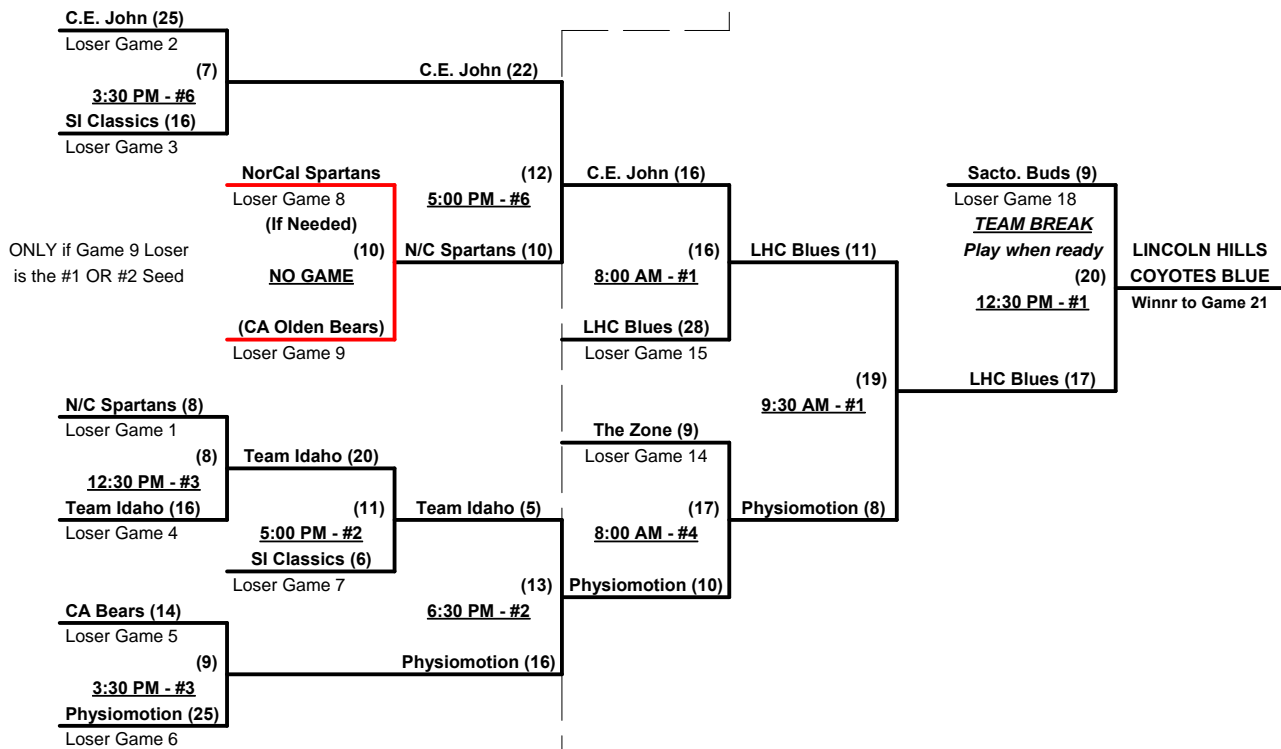 C.E. John (25)
Loser Game 2
(7)
3:30 PM - #6
SI Classics (16)
Loser Game 3
C.E. John (22)
NorCal Spartans
Loser Game 8
(If Needed)
(10)
NO GAME
(CA Olden Bears)
Loser Game 9
ONLY if Game 9 Loser
is the #1 OR #2 Seed
N/C Spartans (10)
(12)
5:00 PM - #6
C.E. John (16)
(16)
8:00 AM - #1
LHC Blues (28)
Loser Game 15
LHC Blues (11)
Sacto. Buds (9)
Loser Game 18
TEAM BREAK
Play when ready
(20)
12:30 PM - #1
LINCOLN HILLS
COYOTES BLUE
Winnr to Game 21
(19)
9:30 AM - #1
LHC Blues (17)
N/C Spartans (8)
Loser Game 1
(8)
12:30 PM - #3
Team Idaho (16)
Loser Game 4
Team Idaho (20)
(11)
5:00 PM - #2
SI Classics (6)
Loser Game 7
Team Idaho (5)
The Zone (9)
Loser Game 14
(17)
8:00 AM - #4
Physiomotion (8)
(13)
6:30 PM - #2
Physiomotion (10)
CA Bears (14)
Loser Game 5
(9)
3:30 PM - #3
Physiomotion (25)
Loser Game 6
Physiomotion (16)